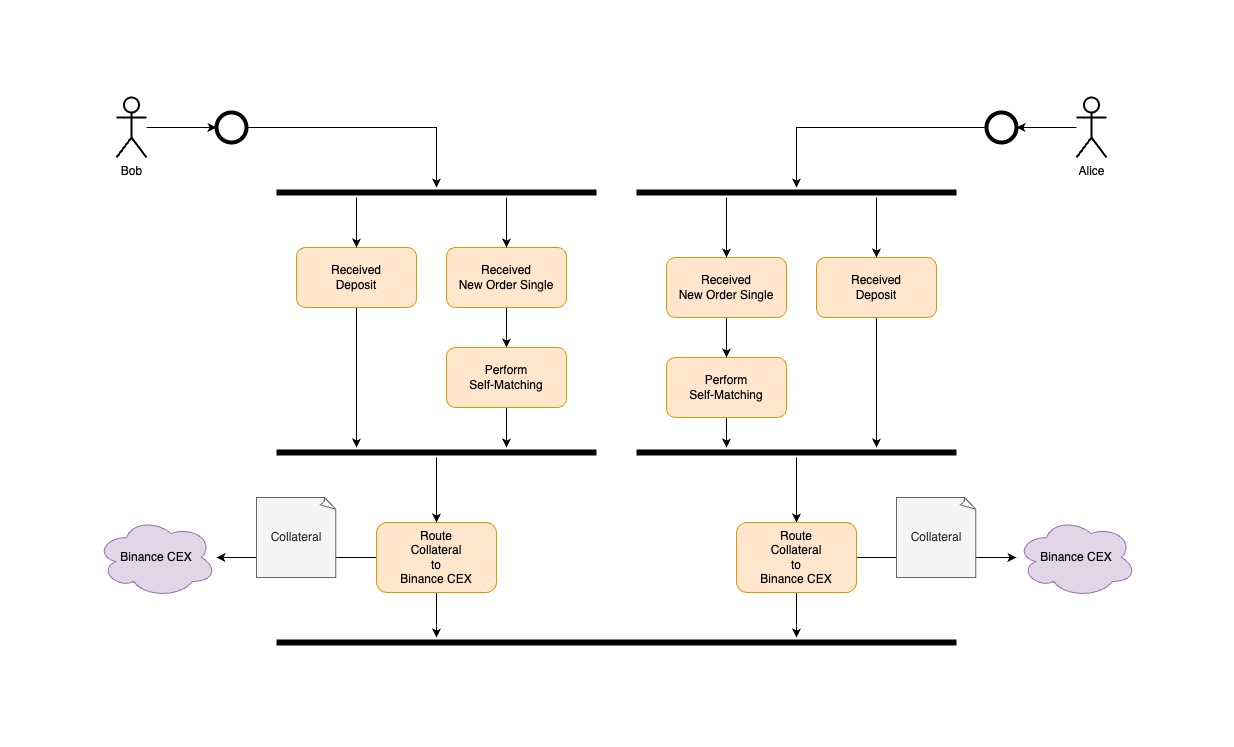 Bob
Alice
Received
Deposit
Received
New Order Single
Received
New Order Single
Received
Deposit
Perform
Self-Matching
Perform
Self-Matching
Binance CEX
Collateral
Route
Collateral
to
Binance CEX
Route
Collateral
to
Binance CEX
Collateral
Binance CEX